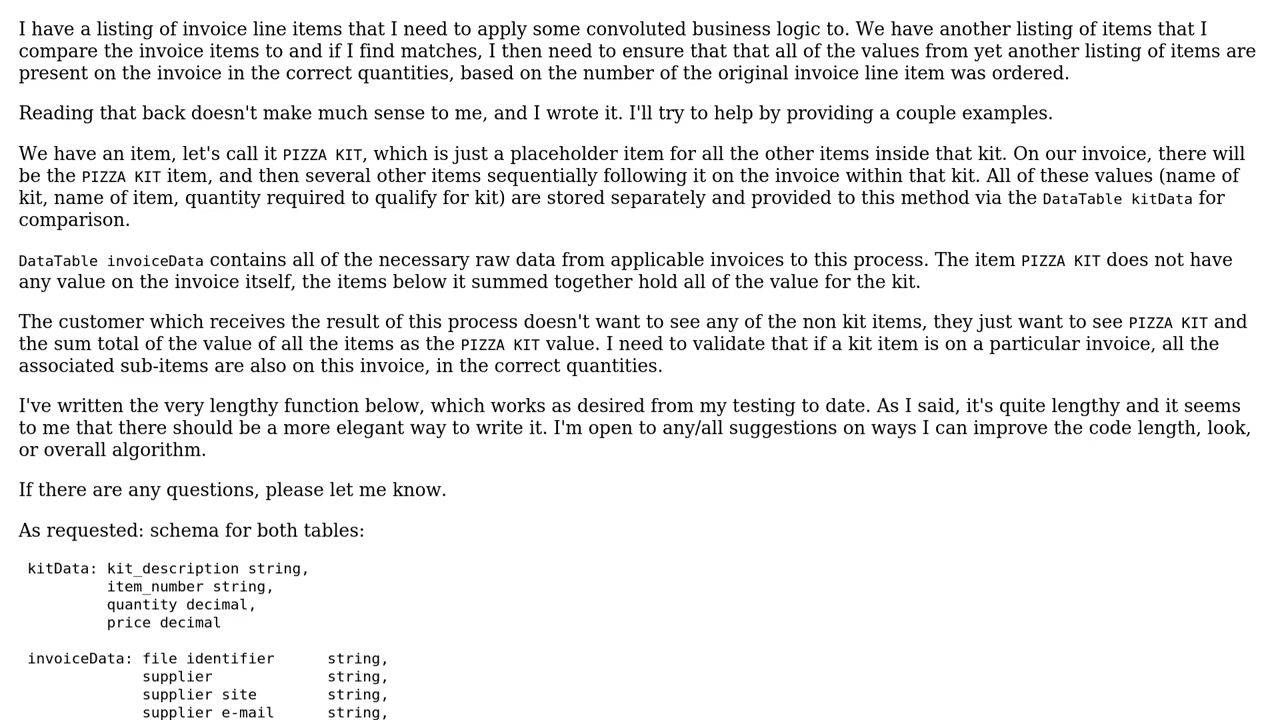 I have a listing of invoice line items that I need to apply some convoluted business logic to. We have another listing of items that I
compare the invoice items to and if I find matches, I then need to ensure that that all of the values from yet another listing of items are
present on the invoice in the correct quantities, based on the number of the original invoice line item was ordered.
Reading that back doesn't make much sense to me, and I wrote it. I'll try to help by providing a couple examples.
We have an item, let's call it PIZZA KIT, which is just a placeholder item for all the other items inside that kit. On our invoice, there will
be the PIZZA KIT item, and then several other items sequentially following it on the invoice within that kit. All of these values (name of
kit, name of item, quantity required to qualify for kit) are stored separately and provided to this method via the DataTable kitData for
comparison.
DataTable invoiceData contains all of the necessary raw data from applicable invoices to this process. The item PIZZA KIT does not have
any value on the invoice itself, the items below it summed together hold all of the value for the kit.
The customer which receives the result of this process doesn't want to see any of the non kit items, they just want to see PIZZA KIT and
the sum total of the value of all the items as the PIZZA KIT value. I need to validate that if a kit item is on a particular invoice, all the
associated sub-items are also on this invoice, in the correct quantities.
I've written the very lengthy function below, which works as desired from my testing to date. As I said, it's quite lengthy and it seems
to me that there should be a more elegant way to write it. I'm open to any/all suggestions on ways I can improve the code length, look,
or overall algorithm.
If there are any questions, please let me know.
As requested: schema for both tables:
kitData: kit_description string,
item_number string,
quantity decimal,
price decimal
invoiceData: file identifier string,
supplier string,
supplier site string,
supplier e-mail string,